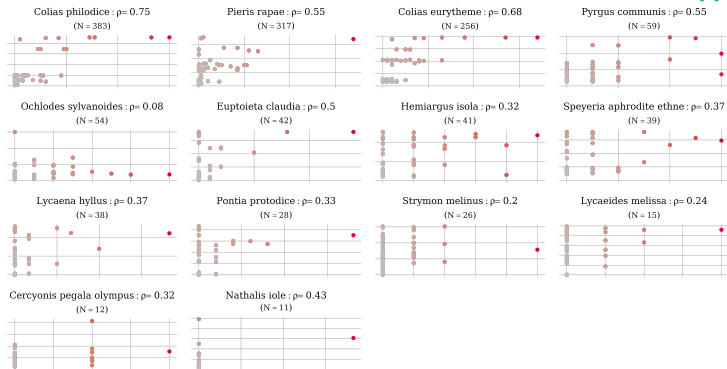 Colias philodice : ρ= 0.75
(N = 383)
Pieris rapae : ρ= 0.55
(N = 317)
Colias eurytheme : ρ= 0.68
(N = 256)
Pyrgus communis : ρ= 0.55
(N = 59)
Ochlodes sylvanoides : ρ= 0.08
(N = 54)
Euptoieta claudia : ρ= 0.5
(N = 42)
Hemiargus isola : ρ= 0.32
(N = 41)
Speyeria aphrodite ethne : ρ= 0.37
(N = 39)
Lycaena hyllus : ρ= 0.37
(N = 38)
Pontia protodice : ρ= 0.33
(N = 28)
Strymon melinus : ρ= 0.2
(N = 26)
Lycaeides melissa : ρ= 0.24
(N = 15)
Cercyonis pegala olympus : ρ= 0.32
(N = 12)
Nathalis iole : ρ= 0.43
(N = 11)